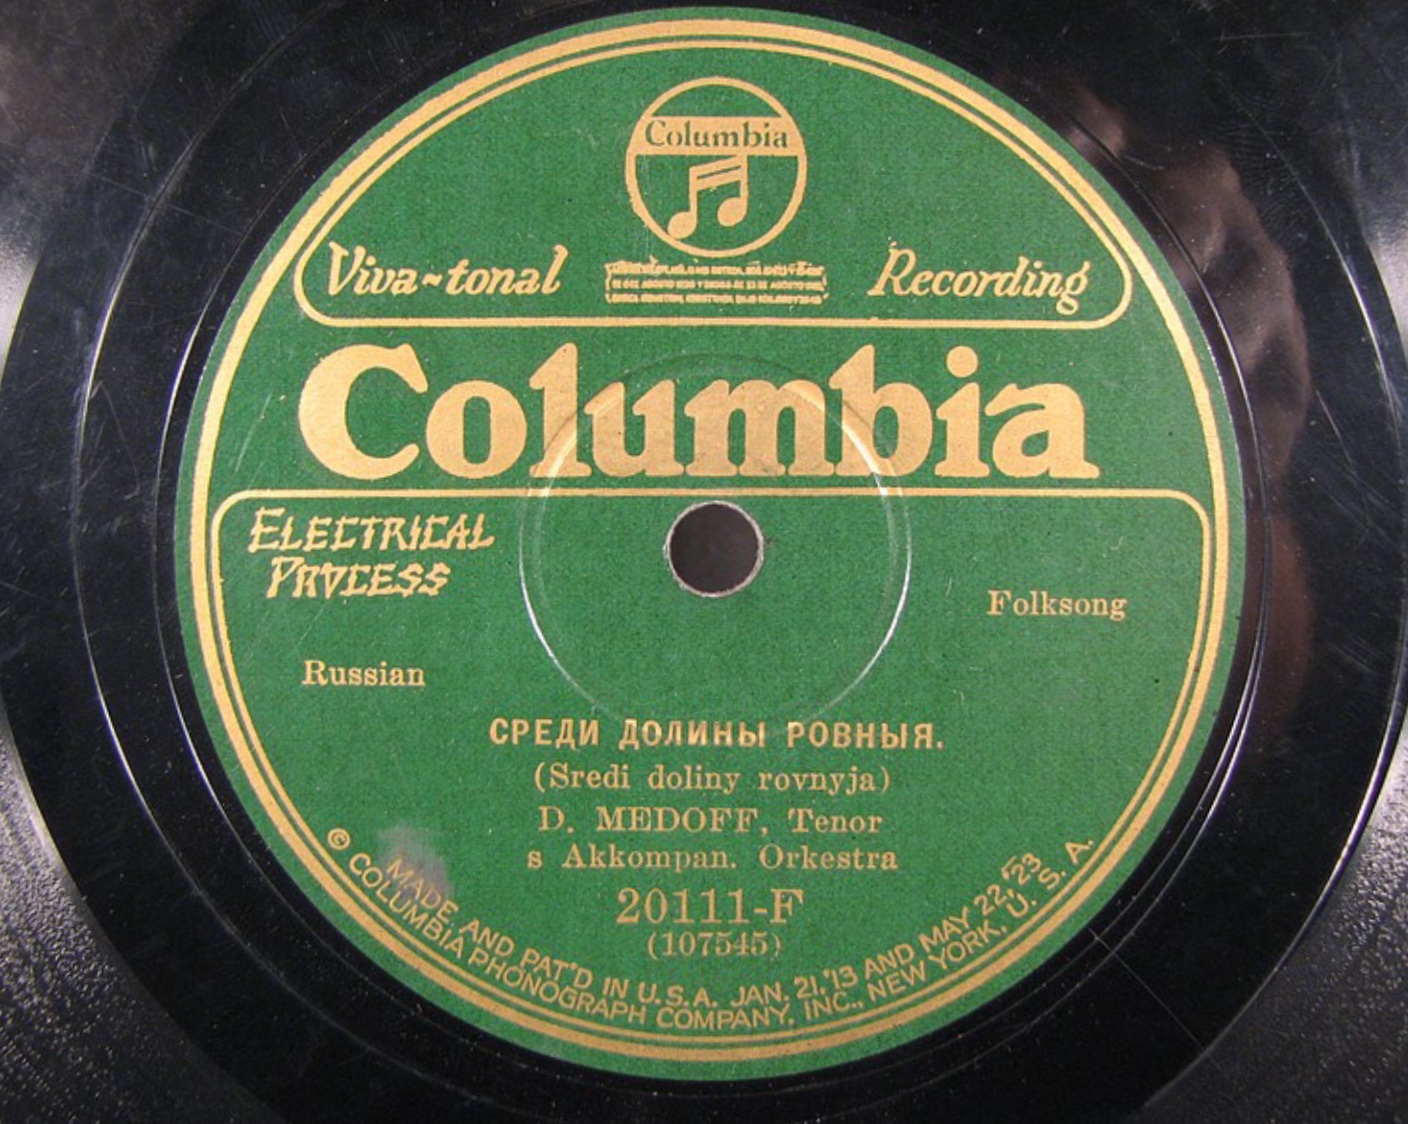 Columbia
Viva-tonal Recording
Columbia
ELECTRICAL
PROCESS
Folksong
Russian
СРЕДИ ДОЛИНЫ РОВНЫЯ.
(Sredi doliny rovnyja)
D. MEDOFF, Tenor
s Akkompan. Orkestra
20111-F
(107545)
MADE AND PAT'D IN U.S.A. JAN. 21,'13 AND MAY 22,'23
© COLUMBIA PHONOGRAPH COMPANY, INC., NEW YORK, U. S. A.